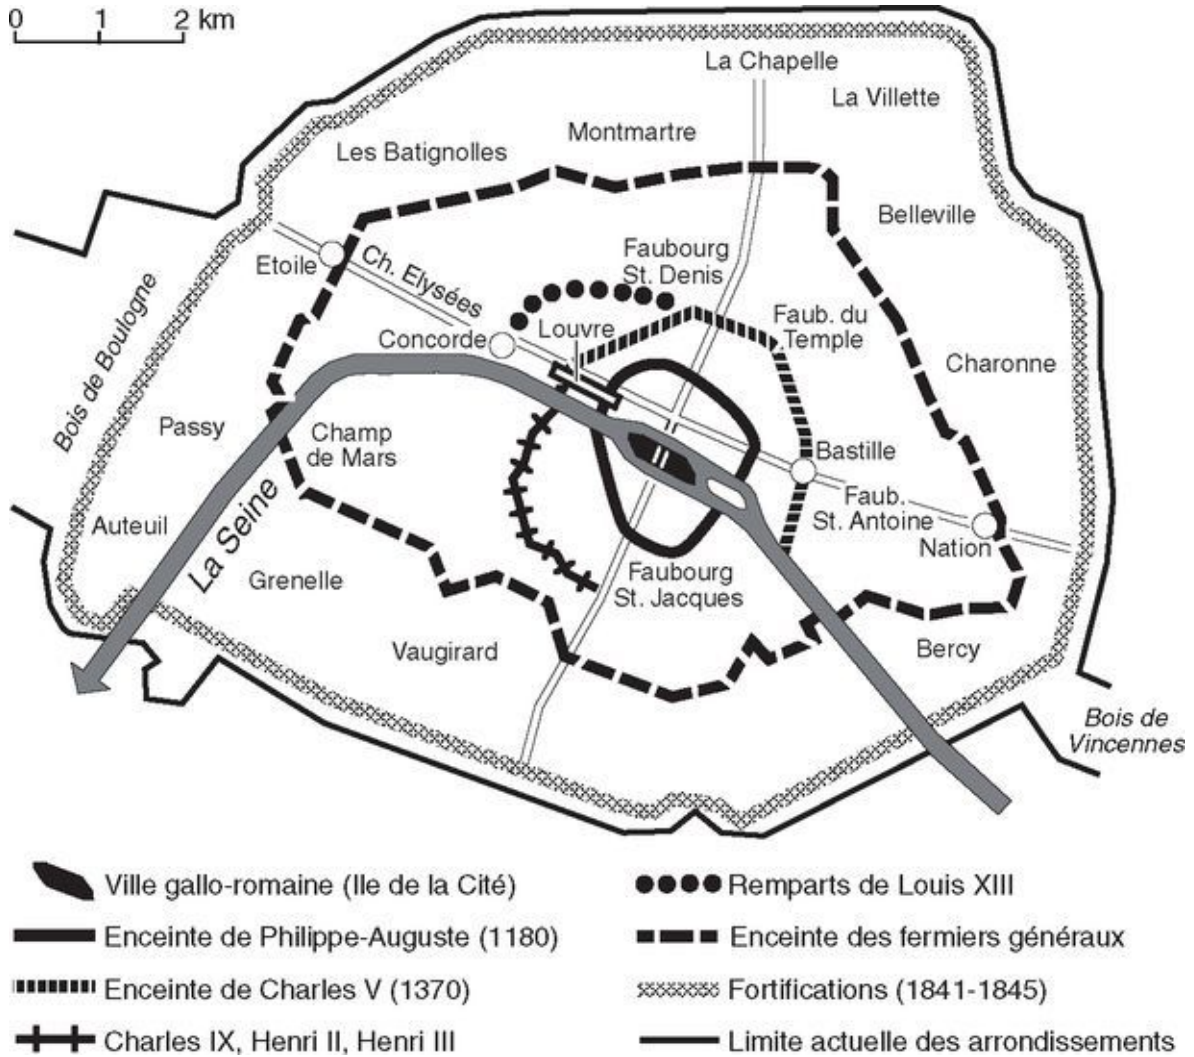 0 1 2 km
La Chapelle
La Villette
Montmartre
Les Batignolles
Belleville
Faubourg
St. Denis
Etoile
Ch. Elysées
Bois de Boulogne
Faub. du
Temple
Louvre
Concorde
Charonne
Passy
Champ
de Mars
Bastille
Faub.
St. Antoine
Nation
Auteuil
La Seine
Grenelle
Faubourg
St. Jacques
Vaugirard
Bercy
Bois de
Vincennes
Ville gallo-romaine (Ile de la Cité)
Enceinte de Philippe-Auguste (1180)
Enceinte de Charles V (1370)
Charles IX, Henri II, Henri III
Remparts de Louis XIII
Enceinte des fermiers généraux
Fortifications (1841-1845)
Limite actuelle des arrondissements